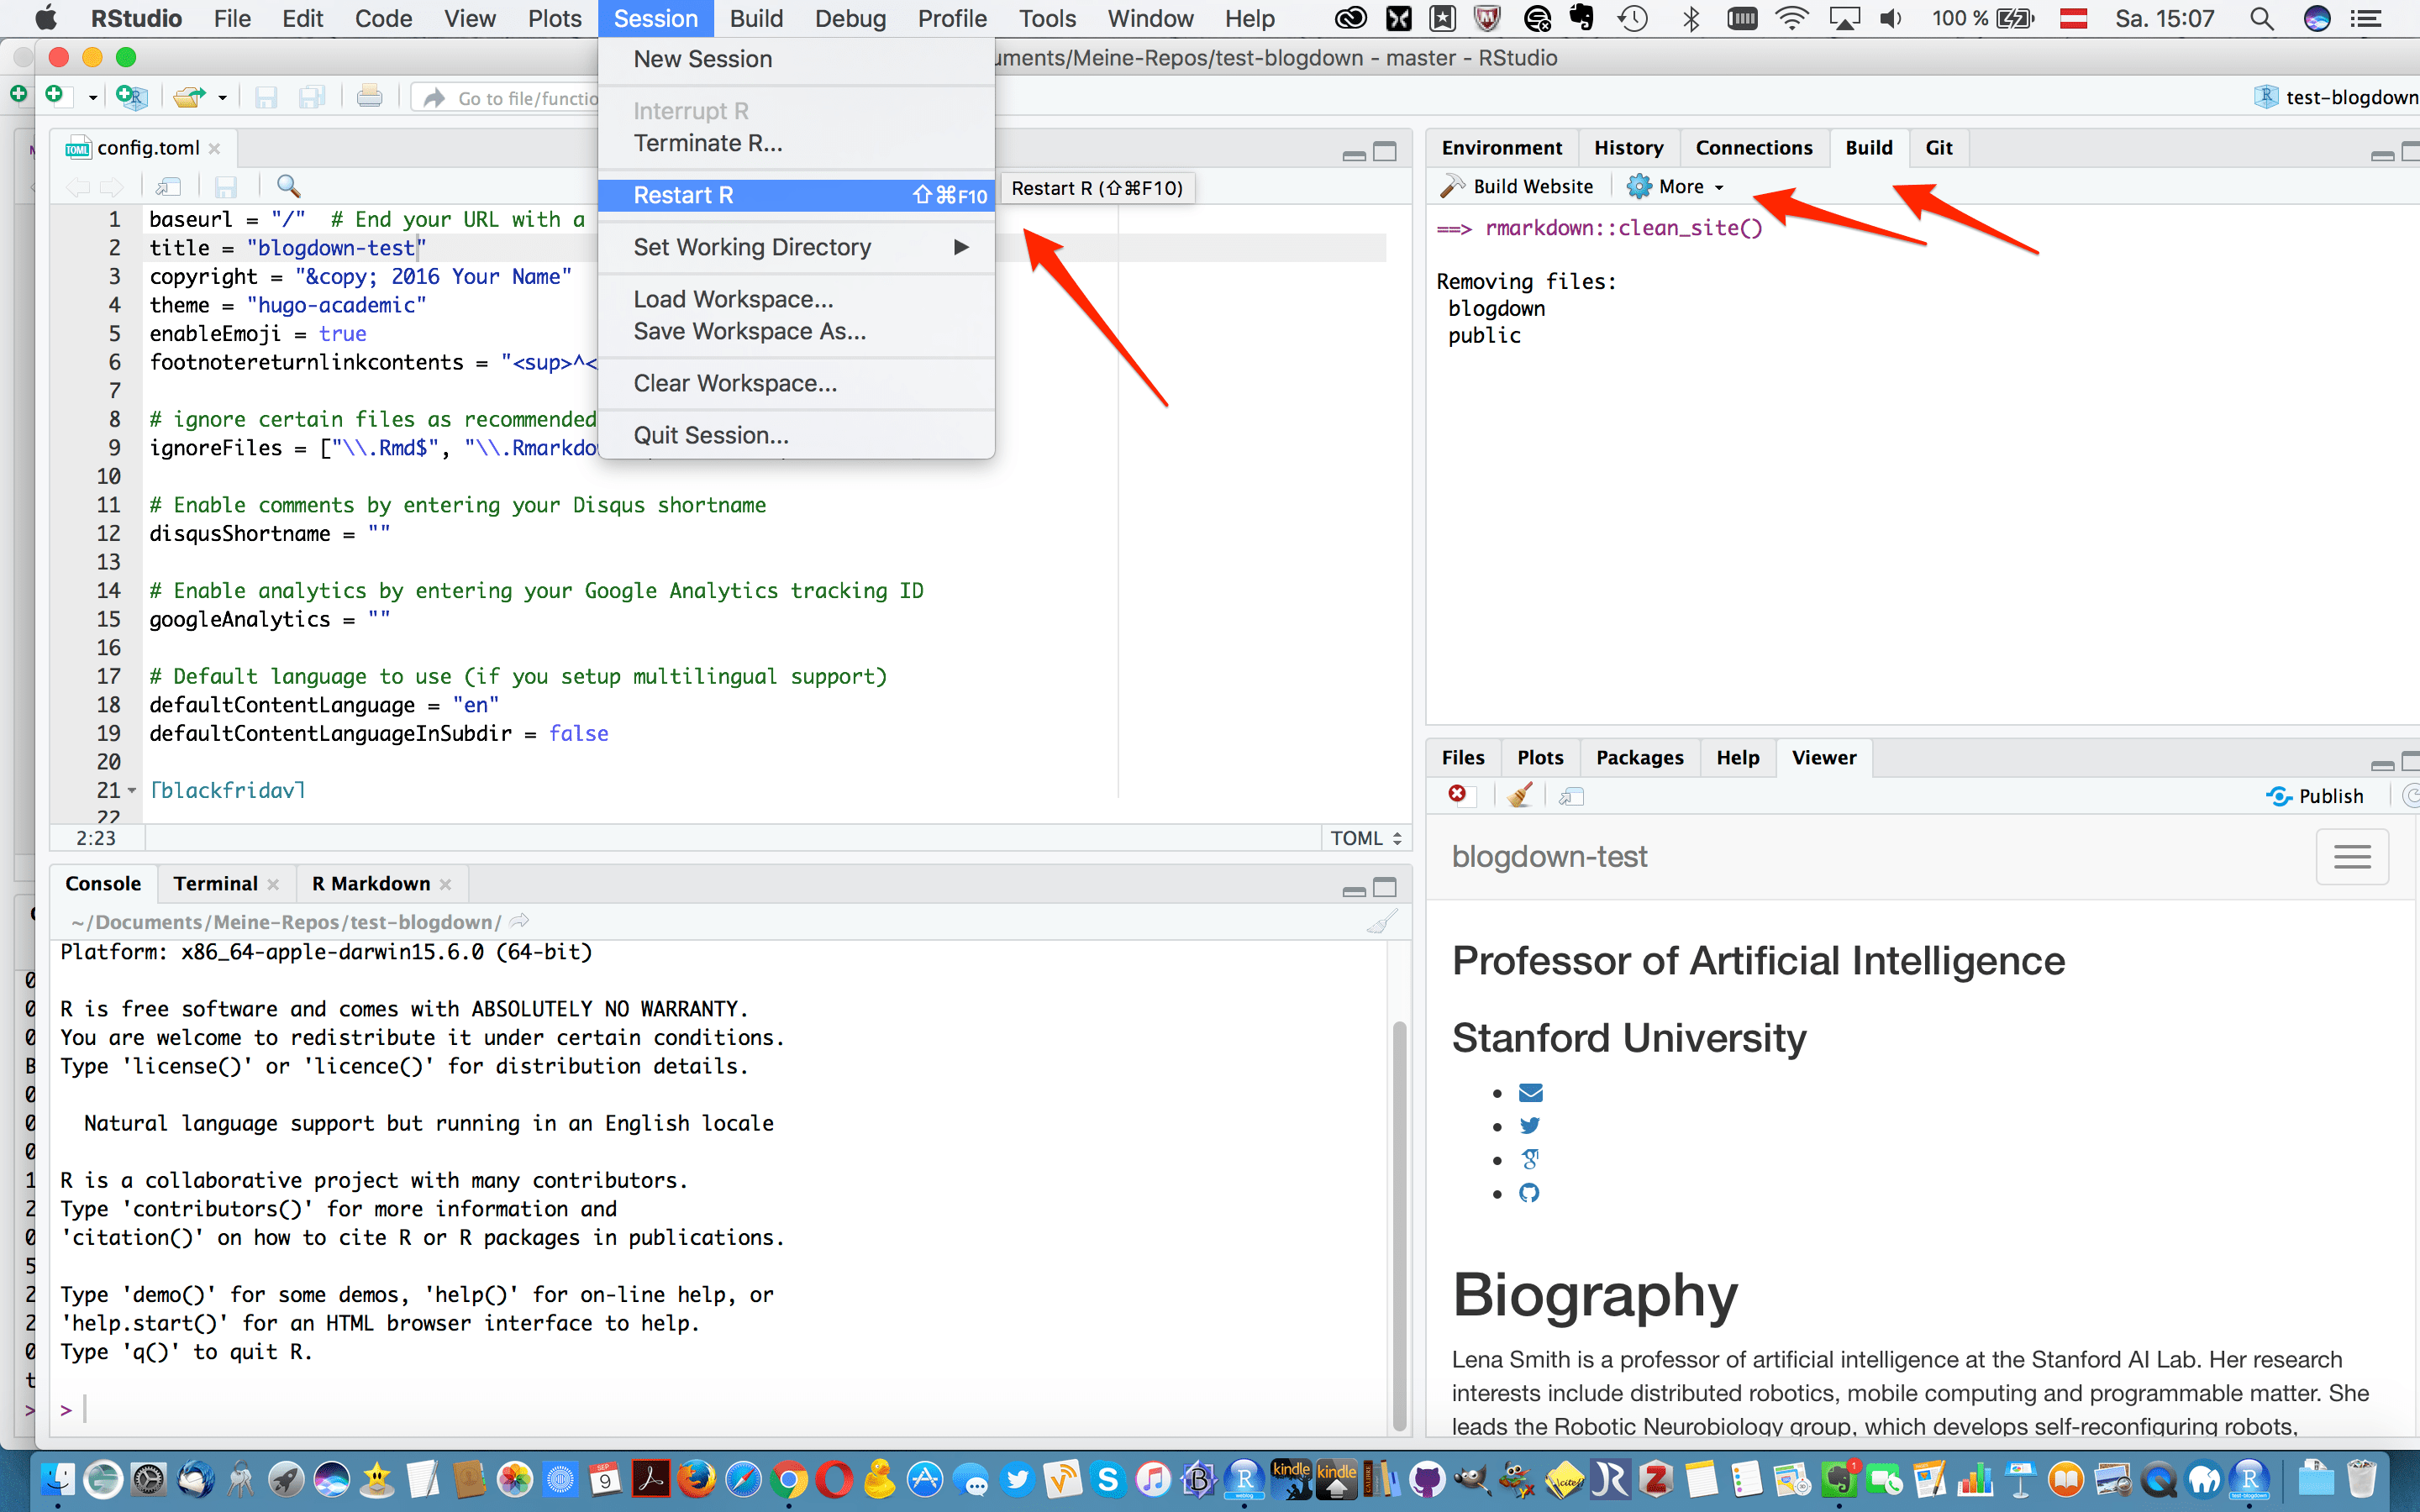 RStudio File Edit Code View Plots Session Build Debug Profile Tools Window Help 100 % Sa. 15:07
uments/Meine-Repos/test-blogdown - master - RStudio
Go to file/functio
test-blogdown
New Session
Interrupt R
Terminate R...
Restart R ⇧⌘F10
Restart R (⇧⌘F10)
Set Working Directory
Load Workspace...
Save Workspace As...
Clear Workspace...
Quit Session...
config.toml
1 baseurl = "/" # End your URL with a
2 title = "blogdown-test"
3 copyright = "&copy; 2016 Your Name"
4 theme = "hugo-academic"
5 enableEmoji = true
6 footnotereturnlinkcontents = "<sup>^<
7
8 # ignore certain files as recommended
9 ignoreFiles = ["\\.Rmd$", "\\.Rmarkdo
10
11 # Enable comments by entering your Disqus shortname
12 disqusShortname = ""
13
14 # Enable analytics by entering your Google Analytics tracking ID
15 googleAnalytics = ""
16
17 # Default language to use (if you setup multilingual support)
18 defaultContentLanguage = "en"
19 defaultContentLanguageInSubdir = false
20
21 [blackfriday]
22
2:23 TOML
Console Terminal R Markdown
~/Documents/Meine-Repos/test-blogdown/
Platform: x86_64-apple-darwin15.6.0 (64-bit)
R is free software and comes with ABSOLUTELY NO WARRANTY.
You are welcome to redistribute it under certain conditions.
Type 'license()' or 'licence()' for distribution details.
Natural language support but running in an English locale
R is a collaborative project with many contributors.
Type 'contributors()' for more information and
'citation()' on how to cite R or R packages in publications.
Type 'demo()' for some demos, 'help()' for on-line help, or
'help.start()' for an HTML browser interface to help.
Type 'q()' to quit R.
>
Environment History Connections Build Git
Build Website More
==> rmarkdown::clean_site()
Removing files:
blogdown
public
Files Plots Packages Help Viewer
Publish
blogdown-test
Professor of Artificial Intelligence
Stanford University
Biography
Lena Smith is a professor of artificial intelligence at the Stanford AI Lab. Her research
interests include distributed robotics, mobile computing and programmable matter. She
leads the Robotic Neurobiology group, which develops self-reconfiguring robots,
SEP
9
kindle
kindle
1